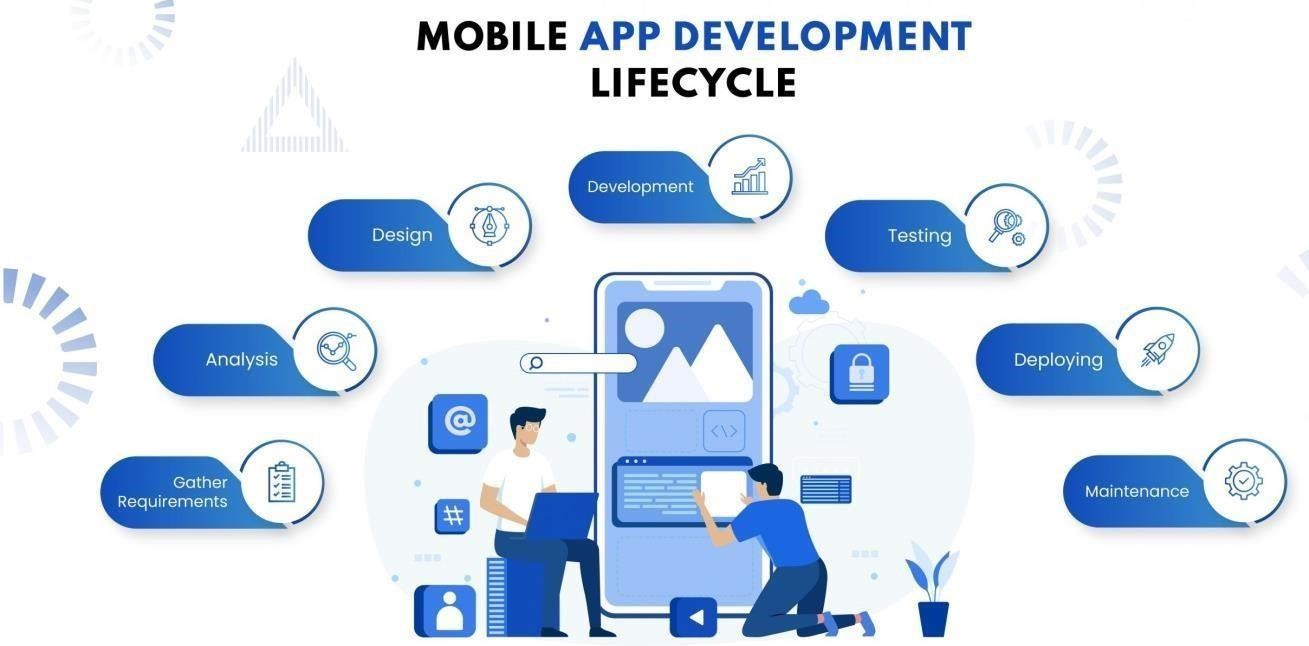 MOBILE APP DEVELOPMENT
LIFECYCLE
Development
Design
Testing
Analysis
Deploying
Gather
Requirements
Maintenance
@
</>
#